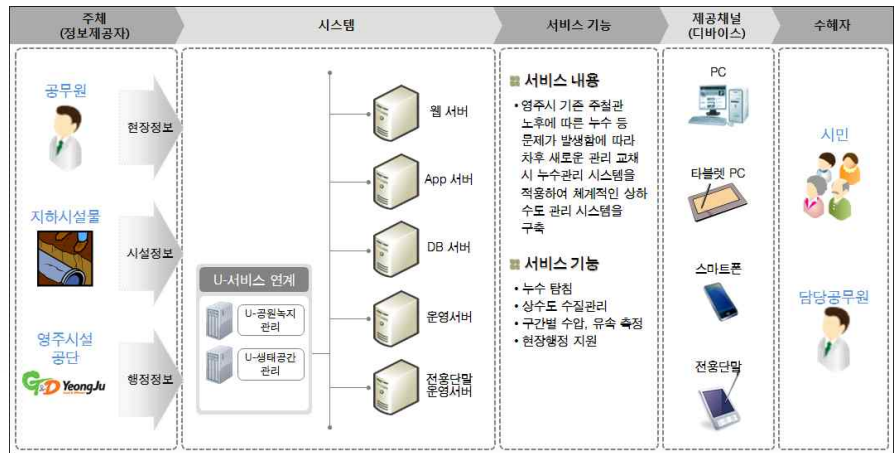 주체
(정보제공자)
시스템
서비스 기능
제공채널
(디바이스)
수혜자
공무원
현장정보
지하시설물
시설정보
영주시설
공단
G&D YeongJu
행정정보
U-서비스 연계
U-공원녹지
관리
U-생태공간
관리
웹 서버
App 서버
DB 서버
운영서버
전용단말
운영서버
서비스 내용
• 영주시 기존 주철관
노후에 따른 누수 등
문제가 발생함에 따라
차후 새로운 관리 교체
시 누수관리 시스템을
적용하여 체계적인 상하
수도 관리 시스템을
구축
서비스 기능
• 누수 탐침
• 상수도 수질관리
• 구간별 수압, 유속 측정
• 현장행정 지원
PC
타블렛 PC
스마트폰
전용단말
시민
담당공무원